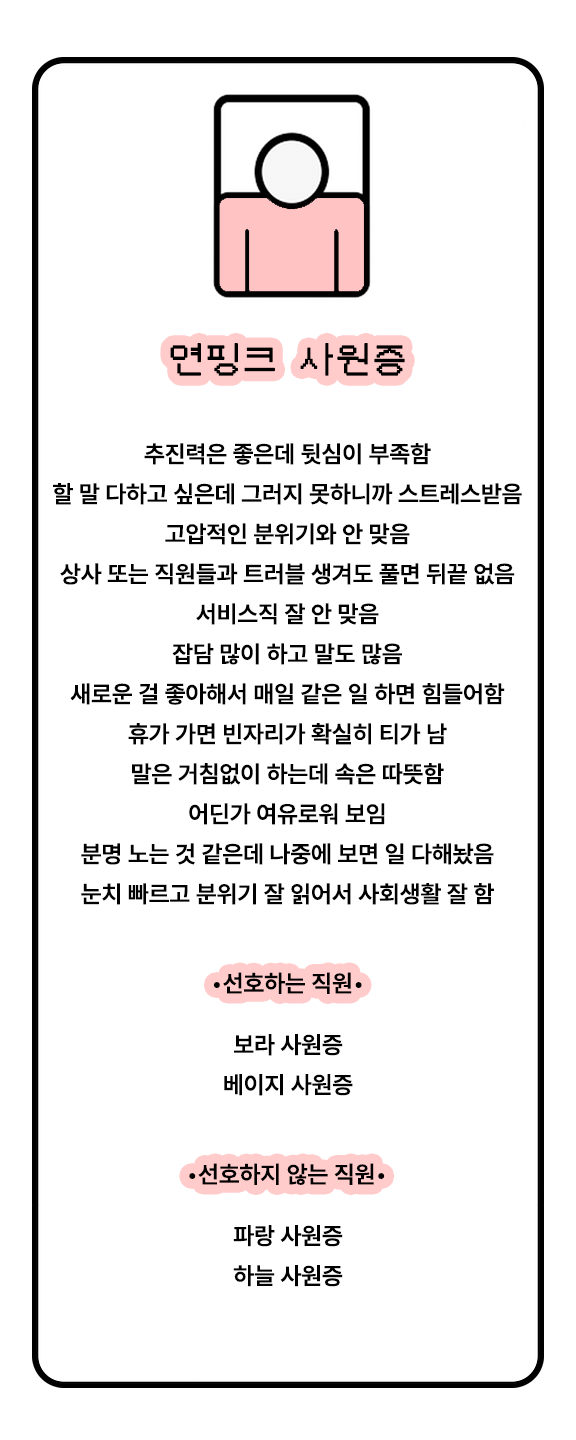 연핑크 사원증
추진력은 좋은데 뒷심이 부족함
할 말 다하고 싶은데 그러지 못하니까 스트레스받음
고압적인 분위기와 안 맞음
상사 또는 직원들과 트러블 생겨도 풀면 뒤끝 없음
서비스직 잘 안 맞음
잡담 많이 하고 말도 많음
새로운 걸 좋아해서 매일 같은 일 하면 힘들어함
휴가 가면 빈자리가 확실히 티가 남
말은 거침없이 하는데 속은 따뜻함
어딘가 여유로워 보임
분명 노는 것 같은데 나중에 보면 일 다해놨음
눈치 빠르고 분위기 잘 읽어서 사회생활 잘 함
•선호하는 직원•
보라 사원증
베이지 사원증
•선호하지 않는 직원•
파랑 사원증
하늘 사원증